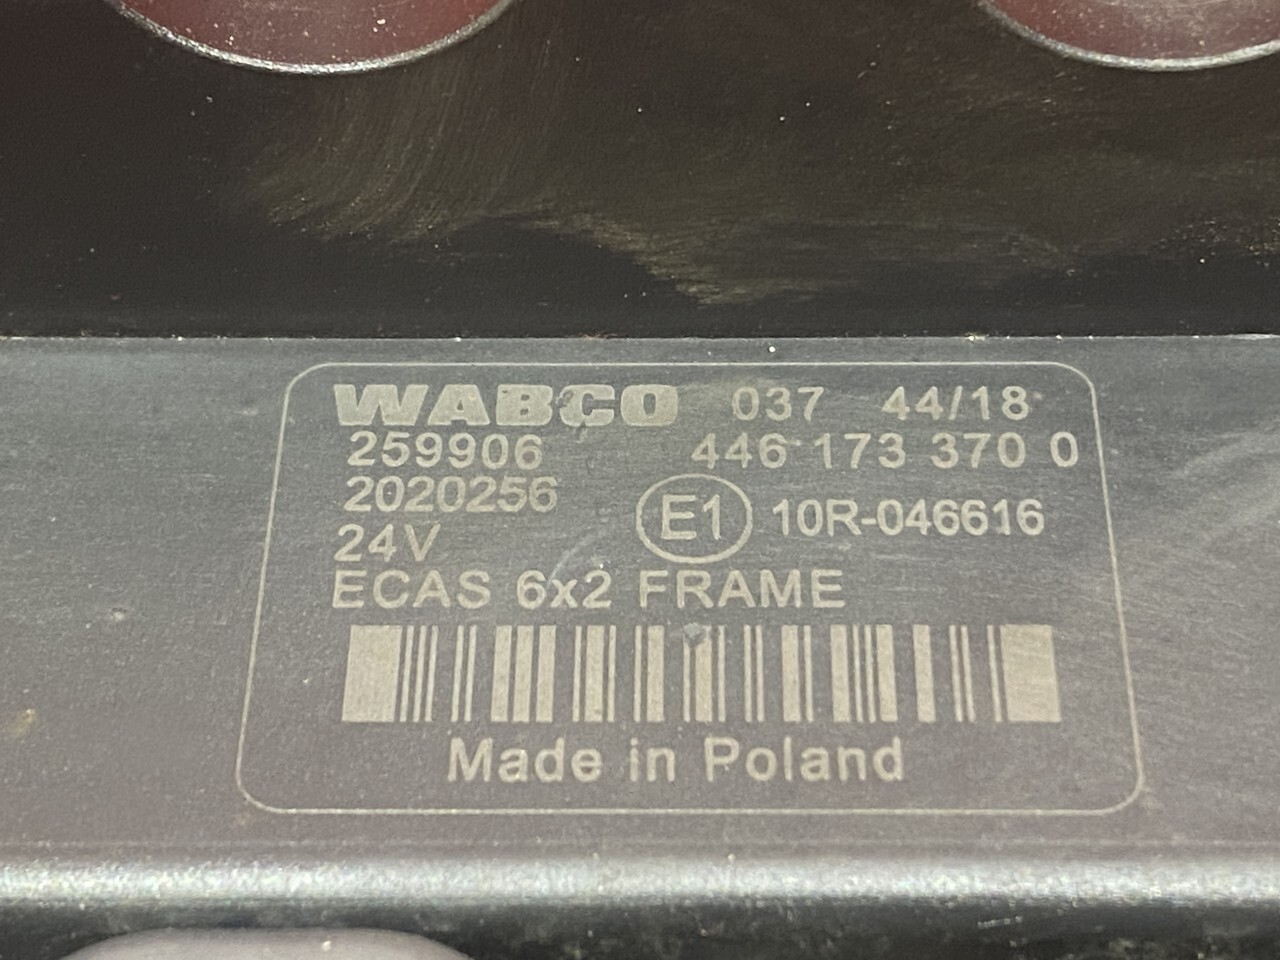 WABCO 037 44/18
259906 446 173 370 0
2020256
E1 10R-046616
24V
ECAS 6x2 FRAME
Made in Poland